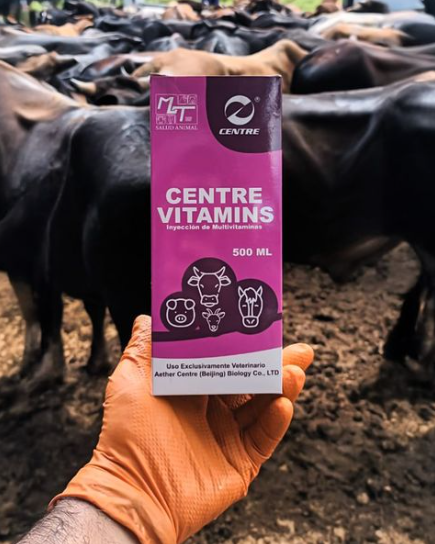 MT
SALUD ANIMAL
CENTRE
CENTRE
VITAMINS
Inyección de Multivitaminas
500 ML
Uso Exclusivamente Veterinario
Aether Centre (Beijing) Biology Co., LTD